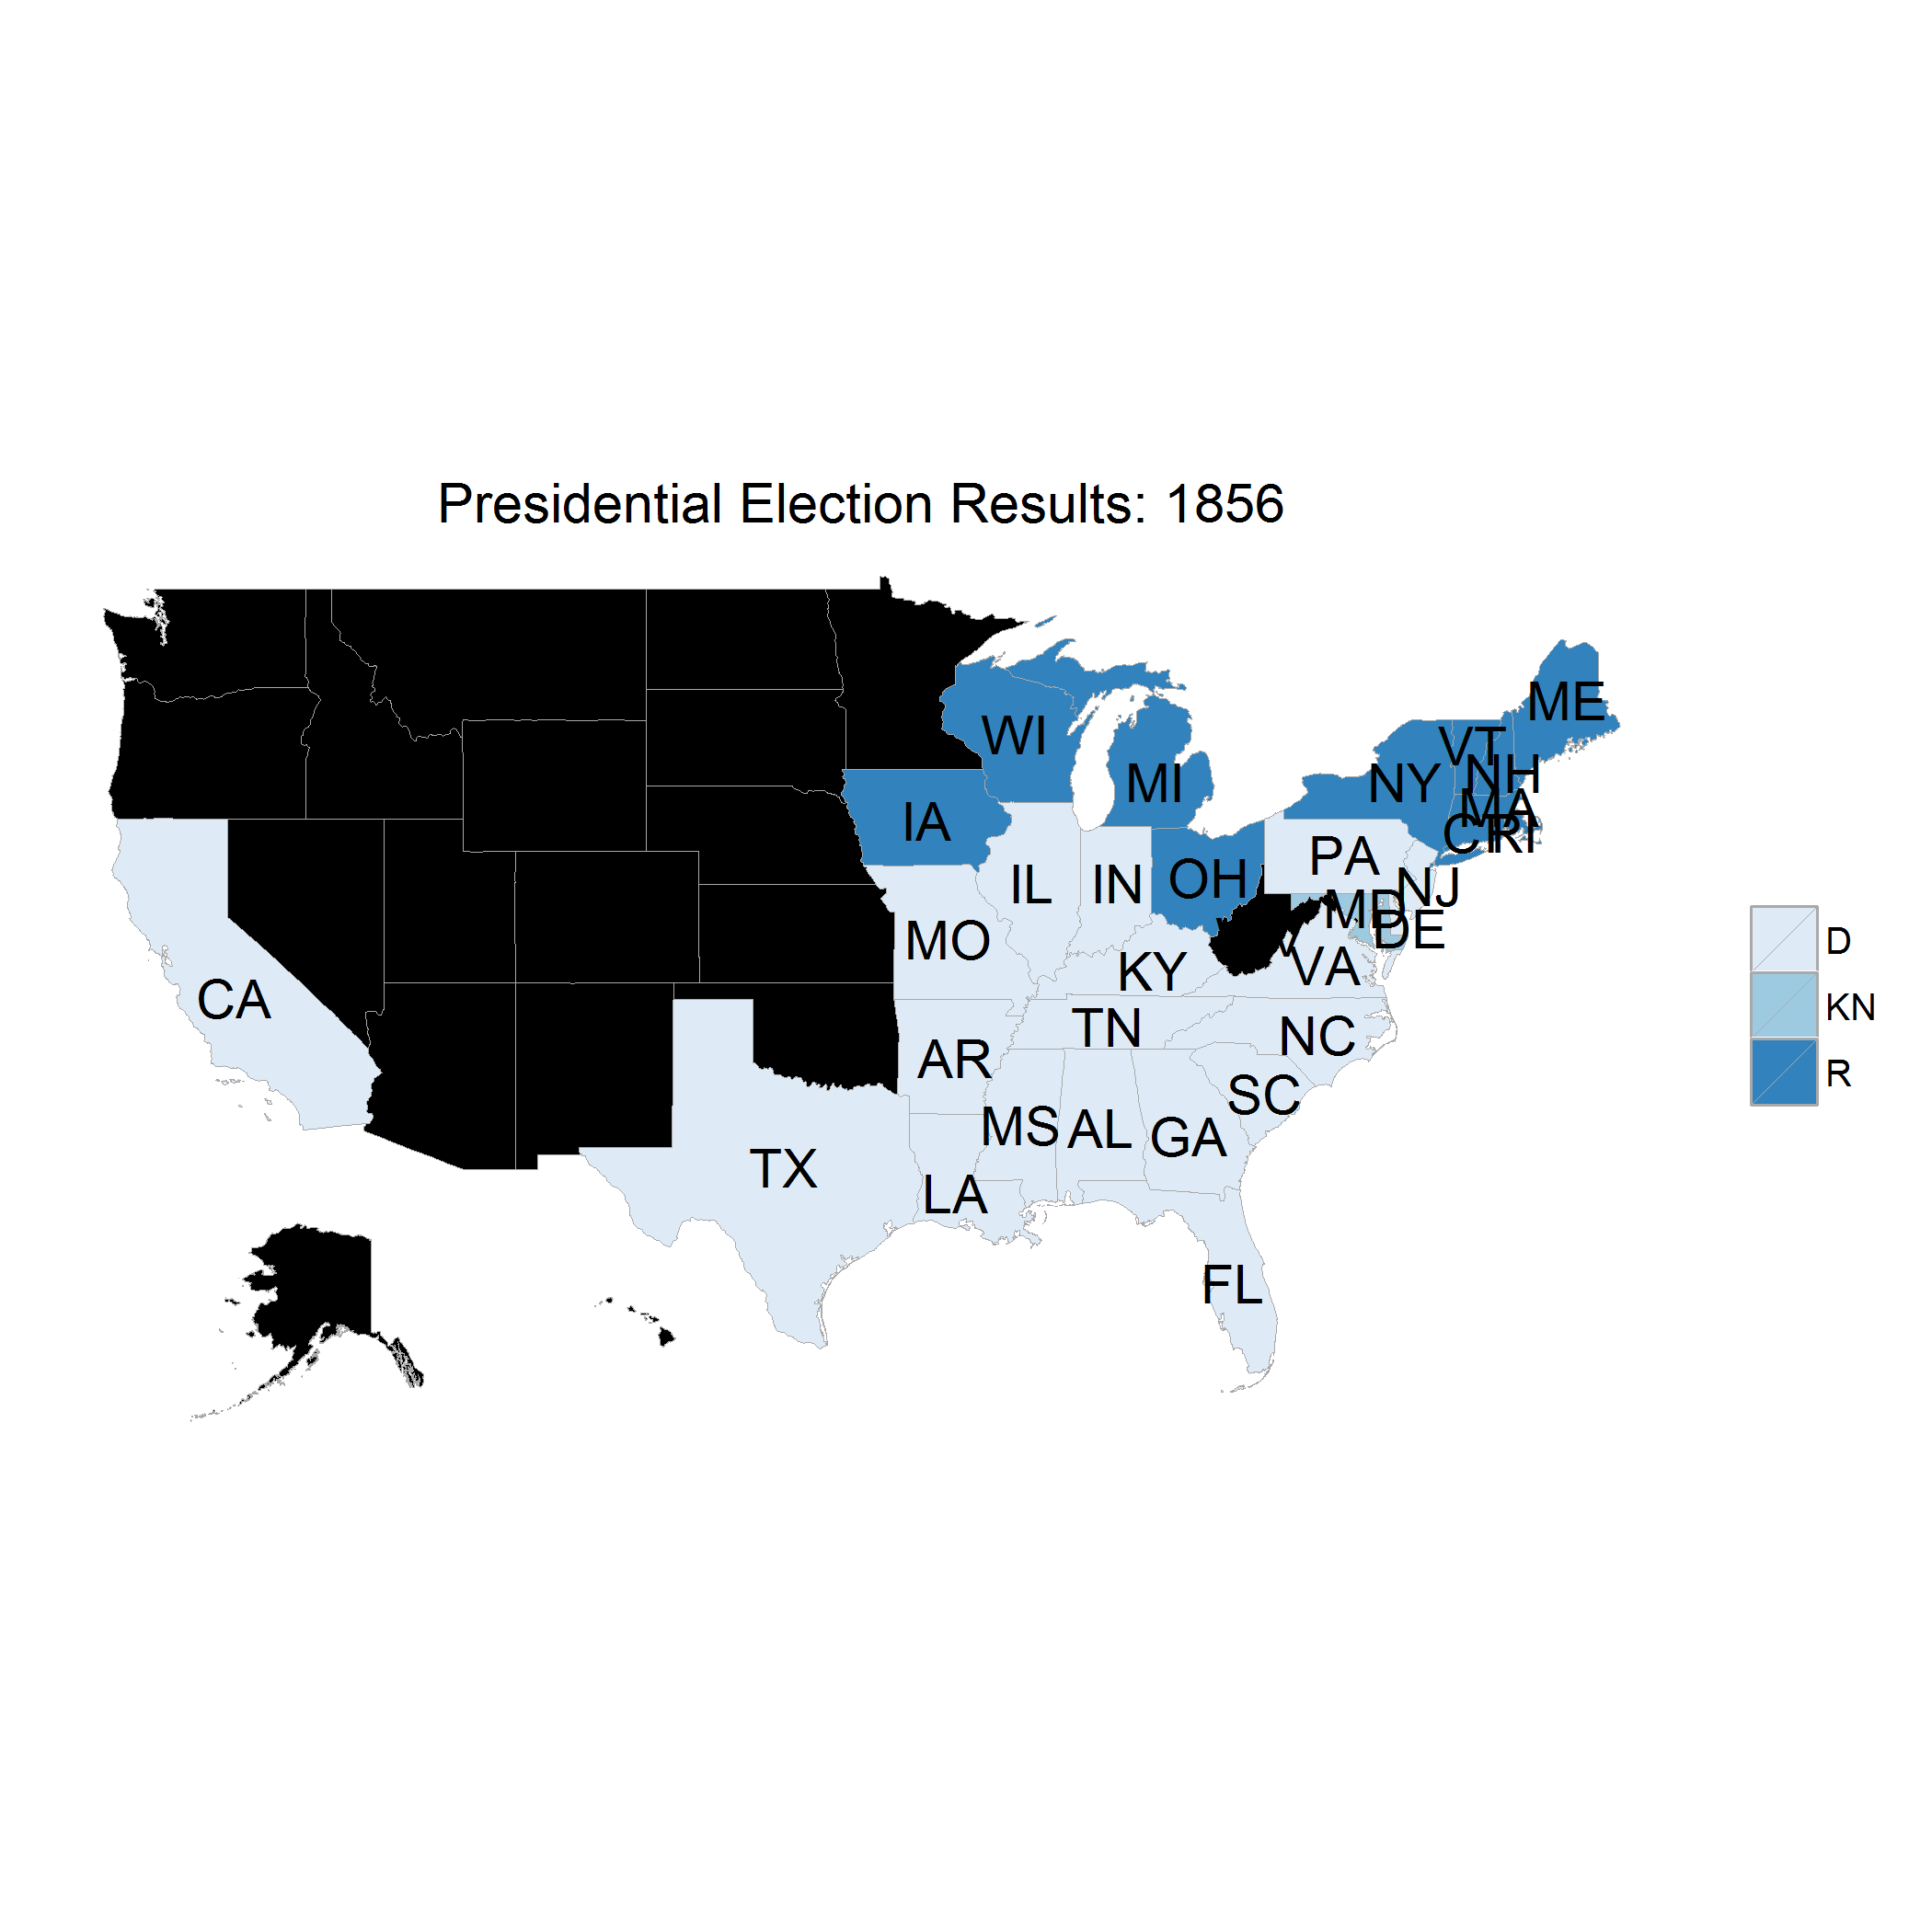 Presidential Election Results: 1856
ME
WI
VT
NH
MI
NY
MA
IA
CT
RI
PA
OH
IL
IN
NJ
MD
DE
MO
VA
KY
CA
TN
NC
AR
SC
MS
AL
GA
TX
LA
FL
D
KN
R